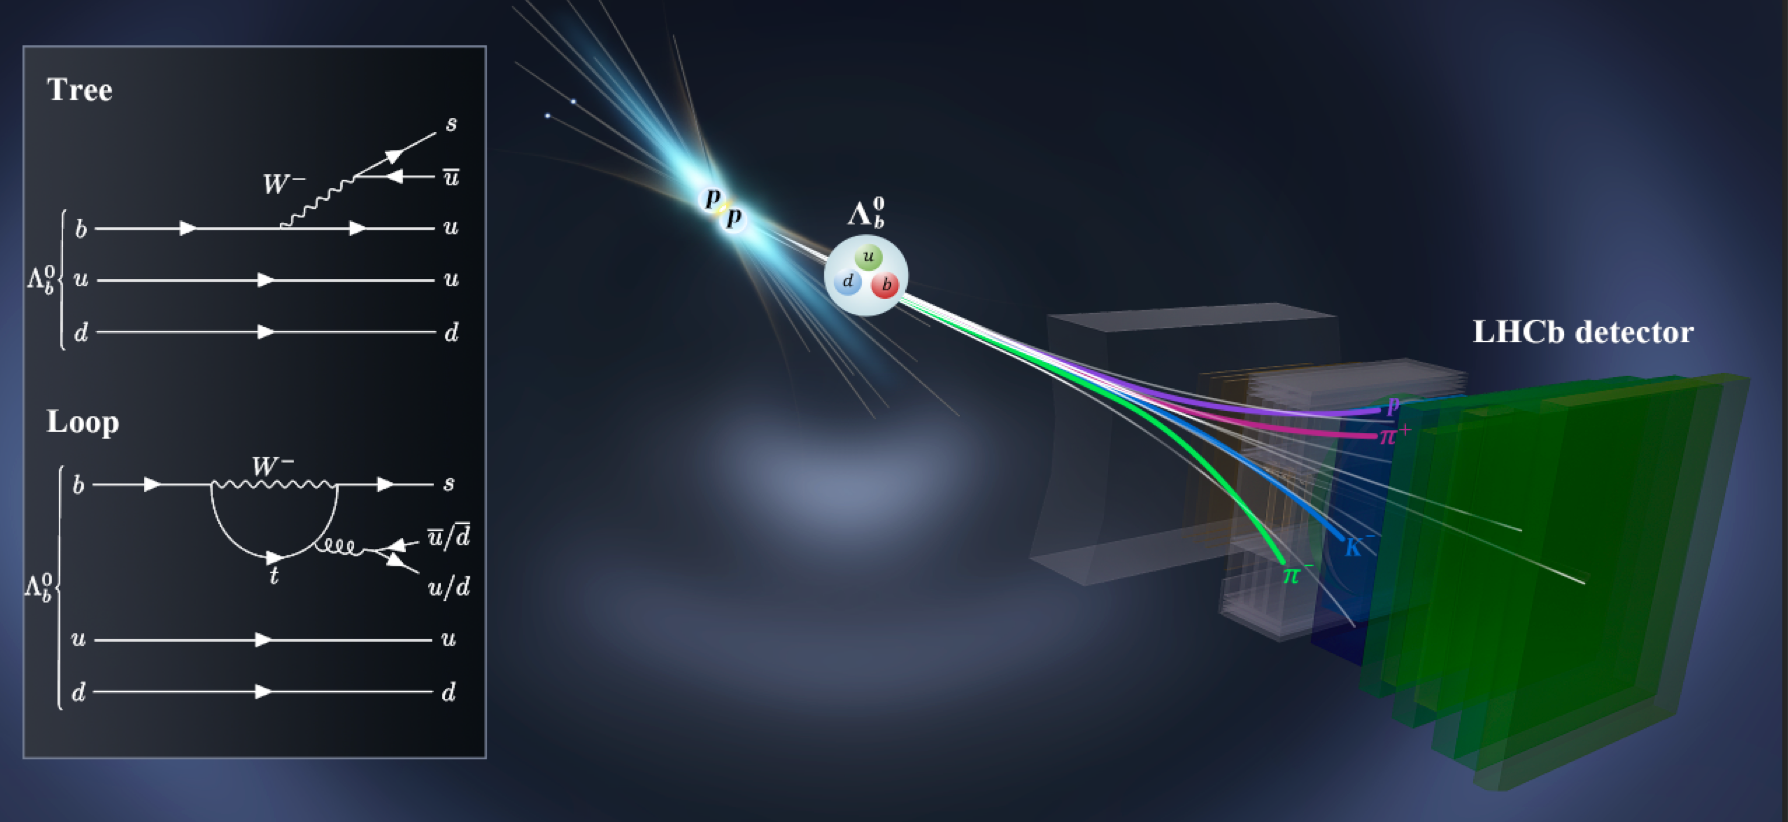 Tree
s
W⁻
u̅
b u
Λ⁰_b u u
d d
Loop
W⁻
b s
u̅/d̅
t
u/d
Λ⁰_b
u u
d d
p
p
Λ⁰_b
u
d b
LHCb detector
p
π⁺
K⁻
π⁻